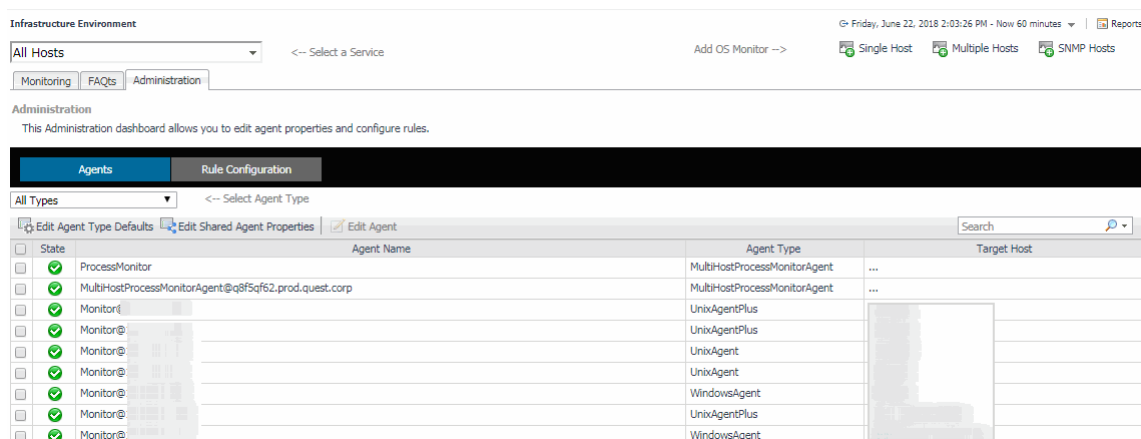 Infrastructure Environment
Friday, June 22, 2018 2:03:26 PM - Now 60 minutes | Reports
All Hosts <-- Select a Service Add OS Monitor --> Single Host Multiple Hosts SNMP Hosts
Monitoring FAQts Administration
Administration
This Administration dashboard allows you to edit agent properties and configure rules.
Agents Rule Configuration
All Types <-- Select Agent Type
Edit Agent Type Defaults Edit Shared Agent Properties Edit Agent Search
State Agent Name Agent Type Target Host
ProcessMonitor MultiHostProcessMonitorAgent ...
MultiHostProcessMonitorAgent@q8f5qf62.prod.quest.corp MultiHostProcessMonitorAgent ...
Monitor@ UnixAgentPlus
Monitor@ UnixAgentPlus
Monitor@ UnixAgent
Monitor@ UnixAgent
Monitor@ WindowsAgent
Monitor@ UnixAgentPlus
Monitor@ WindowsAgent